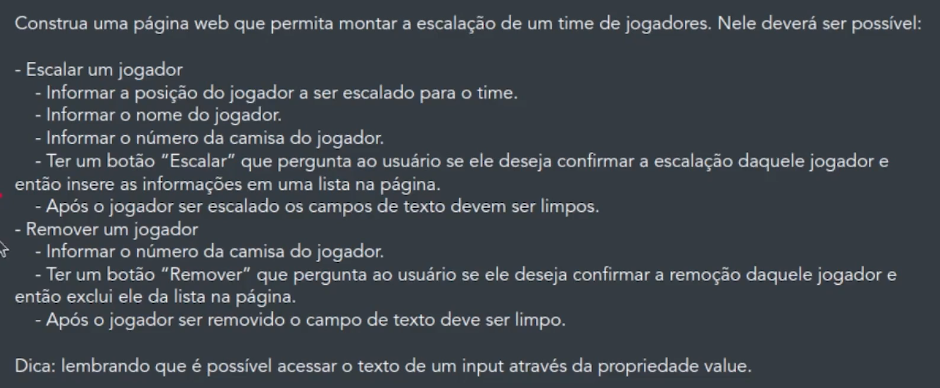 Construa uma página web que permita montar a escalação de um time de jogadores. Nele deverá ser possível:
- Escalar um jogador
- Informar a posição do jogador a ser escalado para o time.
- Informar o nome do jogador.
- Informar o número da camisa do jogador.
- Ter um botão “Escalar” que pergunta ao usuário se ele deseja confirmar a escalação daquele jogador e
então insere as informações em uma lista na página.
- Após o jogador ser escalado os campos de texto devem ser limpos.
- Remover um jogador
- Informar o número da camisa do jogador.
- Ter um botão “Remover” que pergunta ao usuário se ele deseja confirmar a remoção daquele jogador e
então exclui ele da lista na página.
- Após o jogador ser removido o campo de texto deve ser limpo.
Dica: lembrando que é possível acessar o texto de um input através da propriedade value.